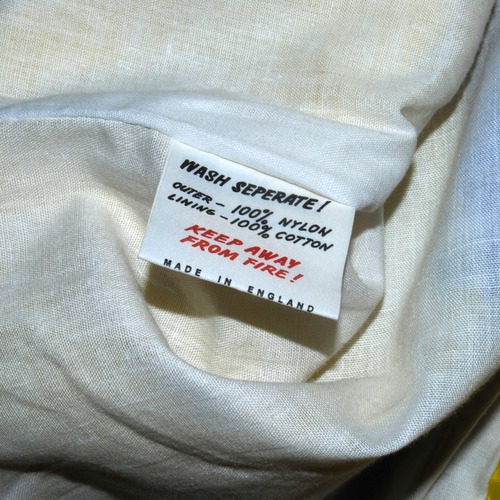 WASH SEPERATE!
OUTER - 100% NYLON
LINING - 100% COTTON
KEEP AWAY
FROM FIRE!
MADE IN ENGLAND